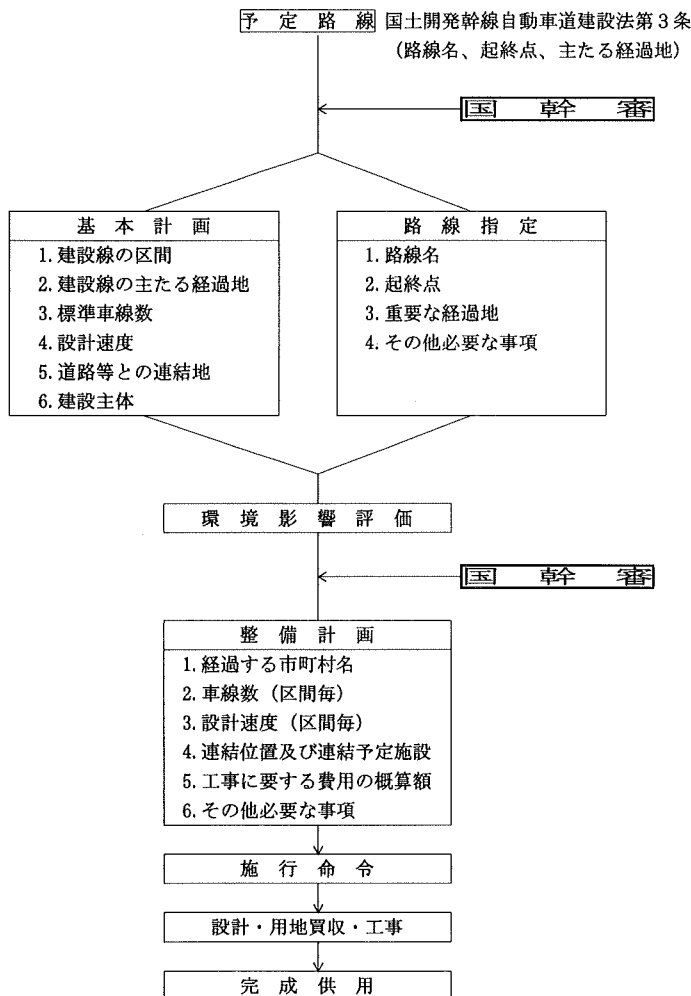 予定路線 国土開発幹線自動車道建設法第3条
(路線名、起終点、主たる経過地)
国幹審
基本計画
1.建設線の区間
2.建設線の主たる経過地
3.標準車線数
4.設計速度
5.道路等との連結地
6.建設主体
路線指定
1.路線名
2.起終点
3.重要な経過地
4.その他必要な事項
環境影響評価
国幹審
整備計画
1.経過する市町村名
2.車線数(区間毎)
3.設計速度(区間毎)
4.連結位置及び連結予定施設
5.工事に要する費用の概算額
6.その他必要な事項
施行命令
設計・用地買収・工事
完成供用